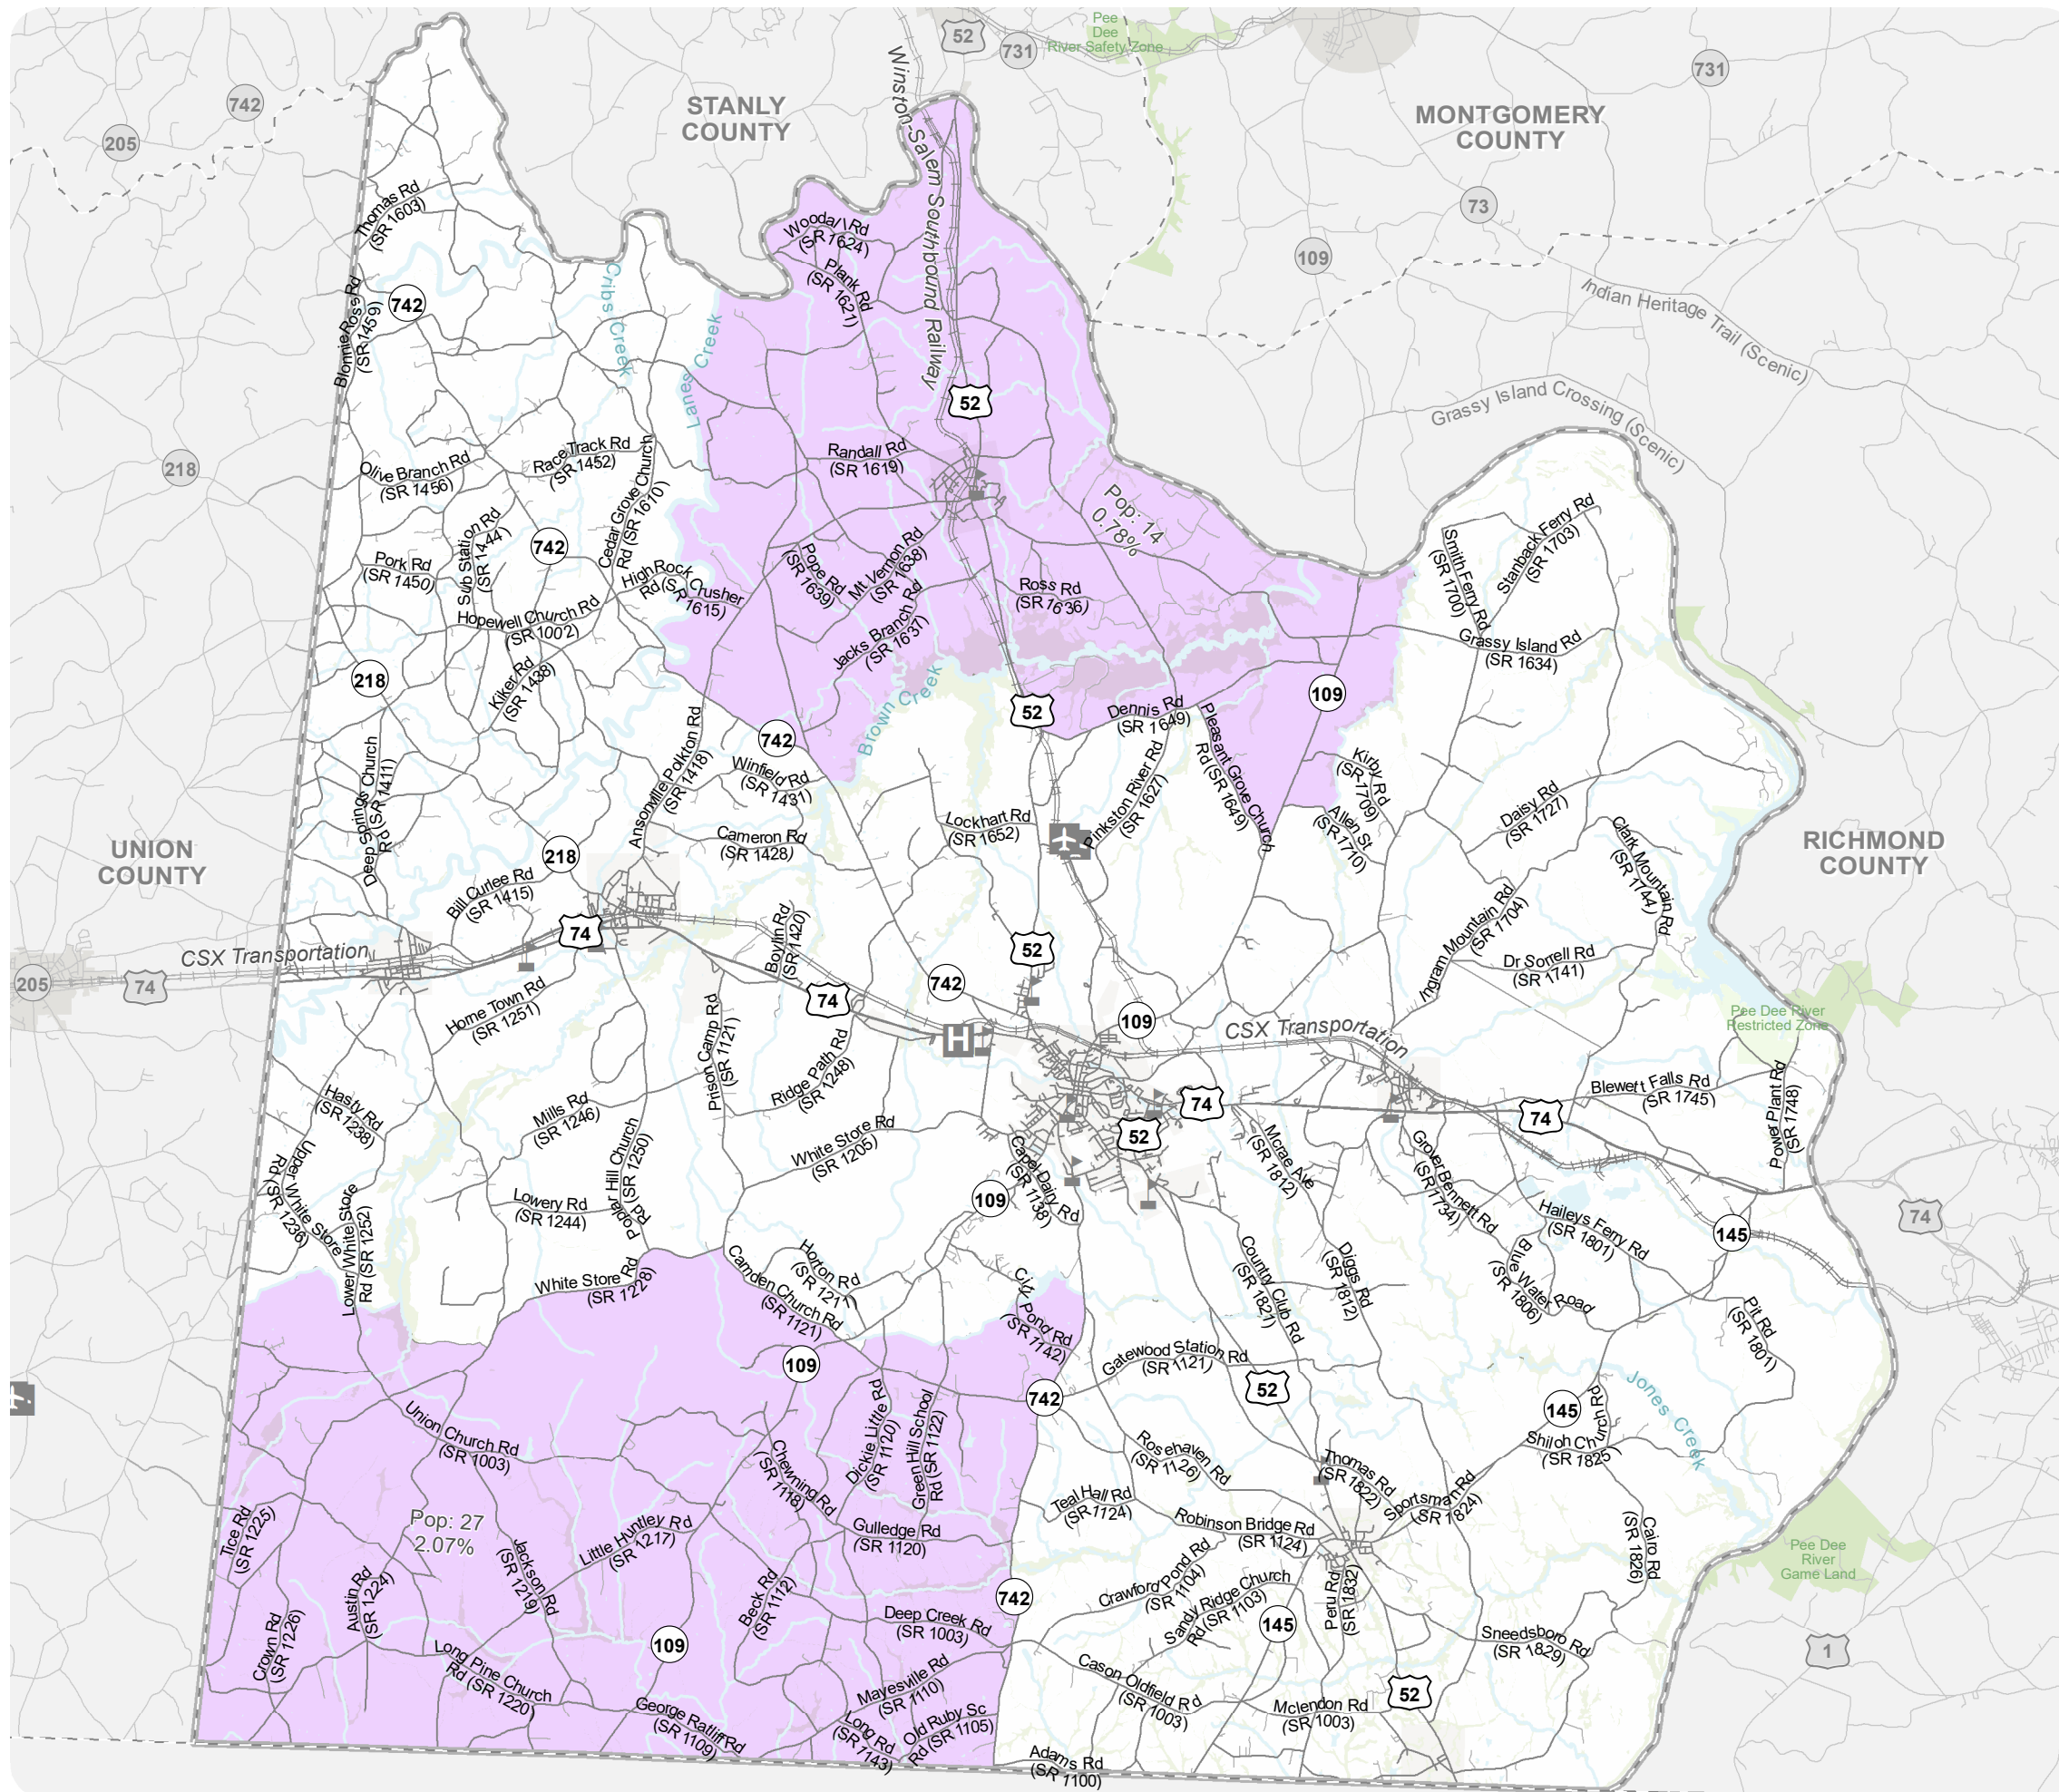 Pee
Dee
River Safety Zone
52
731
731
742
205
STANLY
COUNTY
MONTGOMERY
COUNTY
Winston-Salem Southbound Railway
73
109
Thomas Rd
(SR 1603)
Woodall Rd
(SR 1624)
Plank Rd
(SR 1621)
Indian Heritage Trail (Scenic)
Grassy Island Crossing (Scenic)
Blonnie Ross Rd
(SR 1459)
742
Cribs Creek
Lanes Creek
52
218
Olive Branch Rd
(SR 1456)
Race Track Rd
(SR 1452)
Cedar Grove Church
Rd (SR 1610)
Randall Rd
(SR 1619)
Pop: 14
0.78%
Sub Station Rd
(SR 1444)
742
Pork Rd
(SR 1450)
High Rock Crusher
Rd (SR 1615)
Pope Rd
(SR 1639)
Mt Vernon Rd
(SR 1638)
Ross Rd
(SR 1636)
Smith Ferry Rd
(SR 1700)
Stanback Ferry Rd
(SR 1703)
Hopewell Church Rd
(SR 1002)
Jacks Branch Rd
(SR 1637)
Grassy Island Rd
(SR 1634)
218
Kiker Rd
(SR 1438)
Brown Creek
52
109
Dennis Rd
(SR 1649)
742
Ansonville Polkton Rd
(SR 1418)
Winfield Rd
(SR 1431)
Pinkston River Rd
(SR 1627)
Pleasant Grove Church
Rd (SR 1649)
Kirby Rd
(SR 1709)
Allen St
(SR 1710)
Daisy Rd
(SR 1727)
Deep Springs Church
Rd (SR 1411)
Cameron Rd
(SR 1428)
Lockhart Rd
(SR 1652)
Clark Mountain Rd
(SR 1744)
UNION
COUNTY
RICHMOND
COUNTY
218
Bill Curlee Rd
(SR 1415)
74
Boylin Rd
(SR 1420)
52
Ingram Mountain Rd
(SR 1704)
Dr Sorrell Rd
(SR 1741)
CSX Transportation
205
74
Home Town Rd
(SR 1251)
742
74
109
H
CSX Transportation
Pee Dee River
Restricted Zone
Prison Camp Rd
(SR 1121)
Ridge Path Rd
(SR 1248)
Hasty Rd
(SR 1238)
Mills Rd
(SR 1246)
74
52
74
Blewett Falls Rd
(SR 1745)
Power Plant Rd
(SR 1748)
Upper White Store
Rd (SR 1236)
Lower White Store
Rd (SR 1252)
Poplar Hill Church
Rd (SR 1250)
White Store Rd
(SR 1205)
Capel Dairy Rd
(SR 1138)
Mcrae Ave
(SR 1812)
Grover Bennett Rd
(SR 1734)
Lowery Rd
(SR 1244)
109
Haileys Ferry Rd
(SR 1801)
145
74
White Store Rd
(SR 1228)
Camden Church Rd
(SR 1121)
Horton Rd
(SR 1211)
City Pond Rd
(SR 1142)
Country Club Rd
(SR 1821)
Diggs Rd
(SR 1812)
Blue Water Road
(SR 1806)
Pit Rd
(SR 1801)
109
Gatewood Station Rd
(SR 1121)
742
52
145
Jones Creek
Union Church Rd
(SR 1003)
Dickie Little Rd
(SR 1120)
Green Hill School
Rd (SR 1122)
Chewning Rd
(SR 1118)
Rosehaven Rd
(SR 1126)
Thomas Rd
(SR 1822)
Sportsman Rd
(SR 1824)
Shiloh Church Rd
(SR 1825)
Pop: 27
2.07%
Tice Rd
(SR 1225)
Little Huntley Rd
(SR 1217)
Jackson Rd
(SR 1219)
Gulledge Rd
(SR 1120)
Teal Hall Rd
(SR 1124)
Robinson Bridge Rd
(SR 1124)
Cairo Rd
(SR 1826)
Pee Dee
River
Game Land
Austin Rd
(SR 1224)
Beck Rd
(SR 1112)
742
Crawford Pond Rd
(SR 1104)
Sandy Ridge Church
Rd (SR 1103)
Peru Rd
(SR 1832)
Crown Rd
(SR 1226)
109
Deep Creek Rd
(SR 1003)
145
Sneedsboro Rd
(SR 1829)
1
Long Pine Church
Rd (SR 1220)
Mayesville Rd
(SR 1110)
Cason Oldfield Rd
(SR 1003)
Mclendon Rd
(SR 1003)
52
George Ratliff Rd
(SR 1109)
Long Rd
(SR 1143)
Old Ruby Sc
Rd (SR 1105)
Adams Rd
(SR 1100)